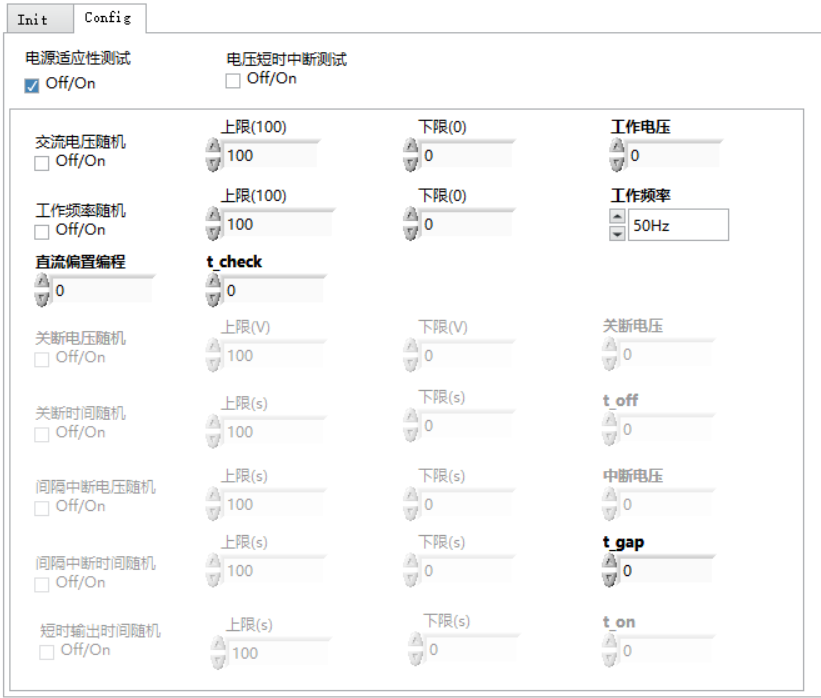 Init Config
电源适应性测试 电压短时中断测试
Off/On Off/On
交流电压随机 上限(100) 下限(0) 工作电压
Off/On 100 0 0
工作频率随机 上限(100) 下限(0) 工作频率
Off/On 100 0 50Hz
直流偏置编程 t_check
0 0
关断电压随机 上限(V) 下限(V) 关断电压
Off/On 100 0 0
关断时间随机 上限(s) 下限(s) t_off
Off/On 100 0 0
间隔中断电压随机 上限(s) 下限(s) 中断电压
Off/On 100 0 0
间隔中断时间随机 上限(s) 下限(s) t_gap
Off/On 100 0 0
短时输出时间随机 上限(s) 下限(s) t_on
Off/On 100 0 0